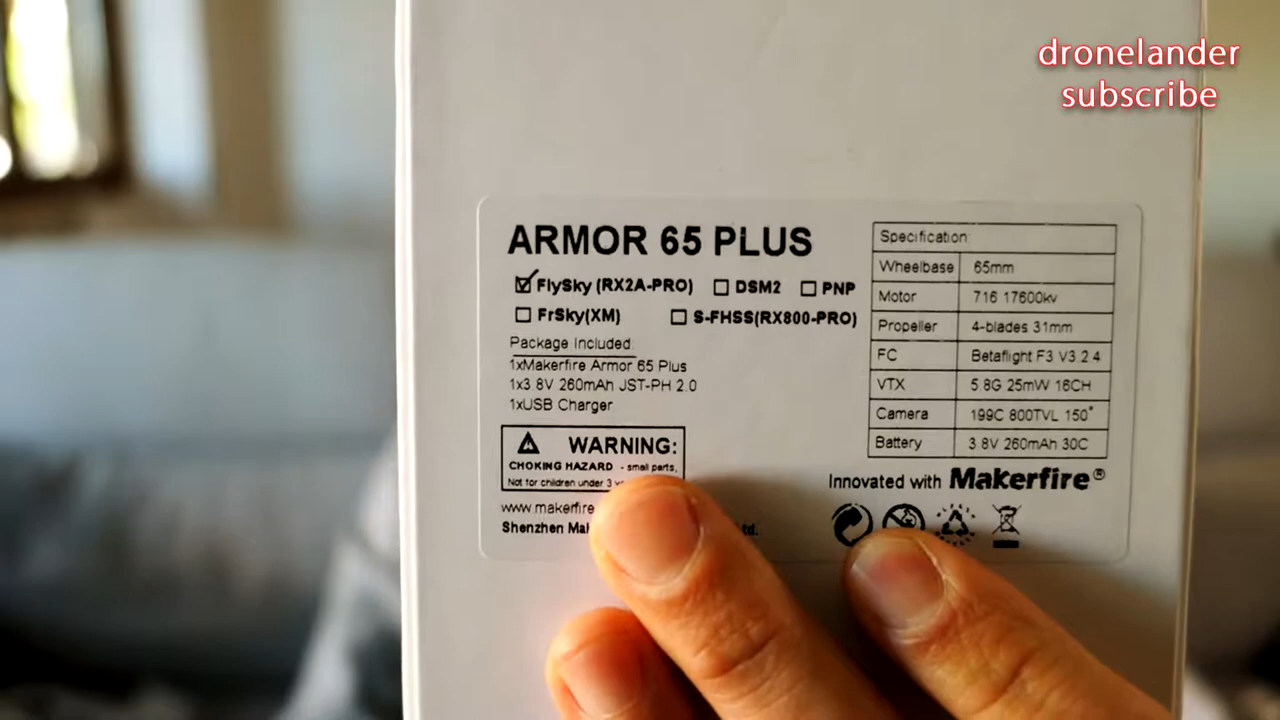 dronelander
subscribe
ARMOR 65 PLUS
FlySky (RX2A-PRO) DSM2 PNP
FrSky(XM) S-FHSS(RX800-PRO)
Package Included:
1xMakerfire Armor 65 Plus
1x3.8V 260mAh JST-PH 2.0
1xUSB Charger
WARNING:
CHOKING HAZARD - small parts,
Not for children under 3
www.makerfire
Shenzhen
Specification:
Wheelbase 65mm
Motor 716 17600kv
Propeller 4-blades 31mm
FC Betaflight F3 V3.2.4
VTX 5.8G 25mW 16CH
Camera 199C 800TVL 150°
Battery 3.8V 260mAh 30C
Innovated with Makerfire®